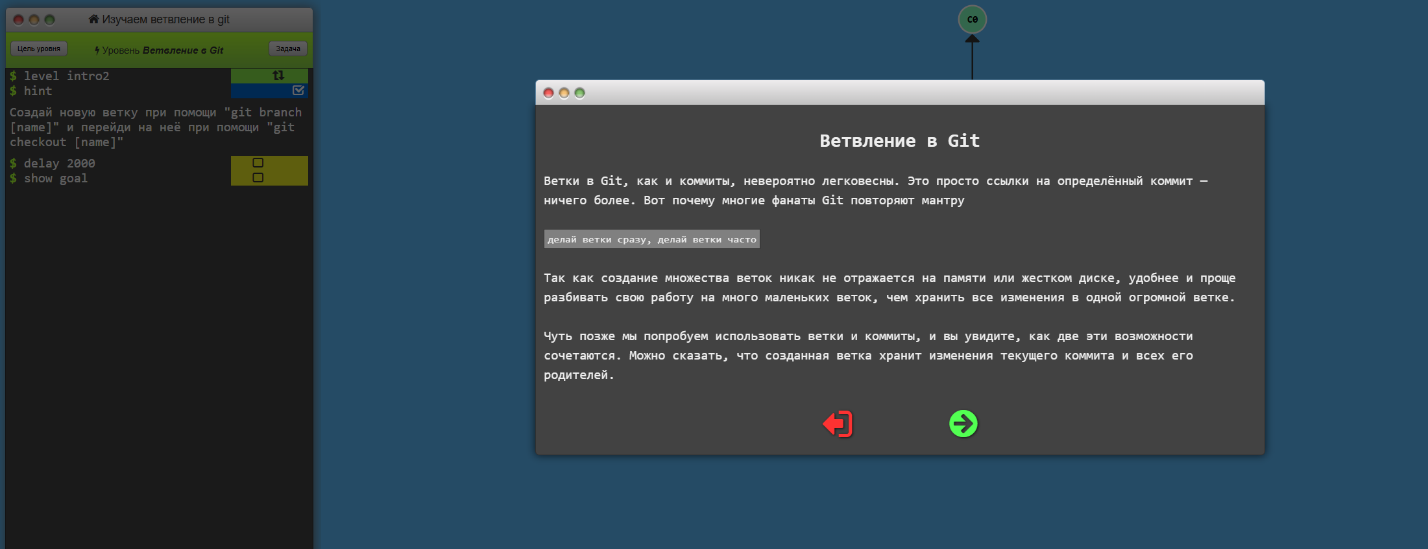 Изучаем ветвление в git
Цель уровня
Уровень Ветвление в Git
Задача
$ level intro2
$ hint
Создай новую ветку при помощи "git branch
[name]" и перейди на неё при помощи "git
checkout [name]"
$ delay 2000
$ show goal
C0
Ветвление в Git
Ветки в Git, как и коммиты, невероятно легковесны. Это просто ссылки на определённый коммит —
ничего более. Вот почему многие фанаты Git повторяют мантру
делай ветки сразу, делай ветки часто
Так как создание множества веток никак не отражается на памяти или жестком диске, удобнее и проще
разбивать свою работу на много маленьких веток, чем хранить все изменения в одной огромной ветке.
Чуть позже мы попробуем использовать ветки и коммиты, и вы увидите, как две эти возможности
сочетаются. Можно сказать, что созданная ветка хранит изменения текущего коммита и всех его
родителей.